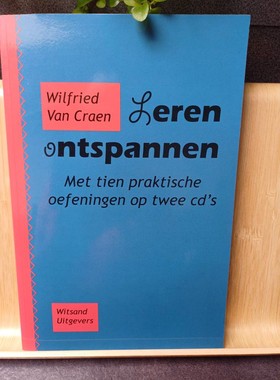 Wilfried
Van Craen
Leren
ontspannen
Met tien praktische
oefeningen op twee cd's
Witsand
Uitgevers